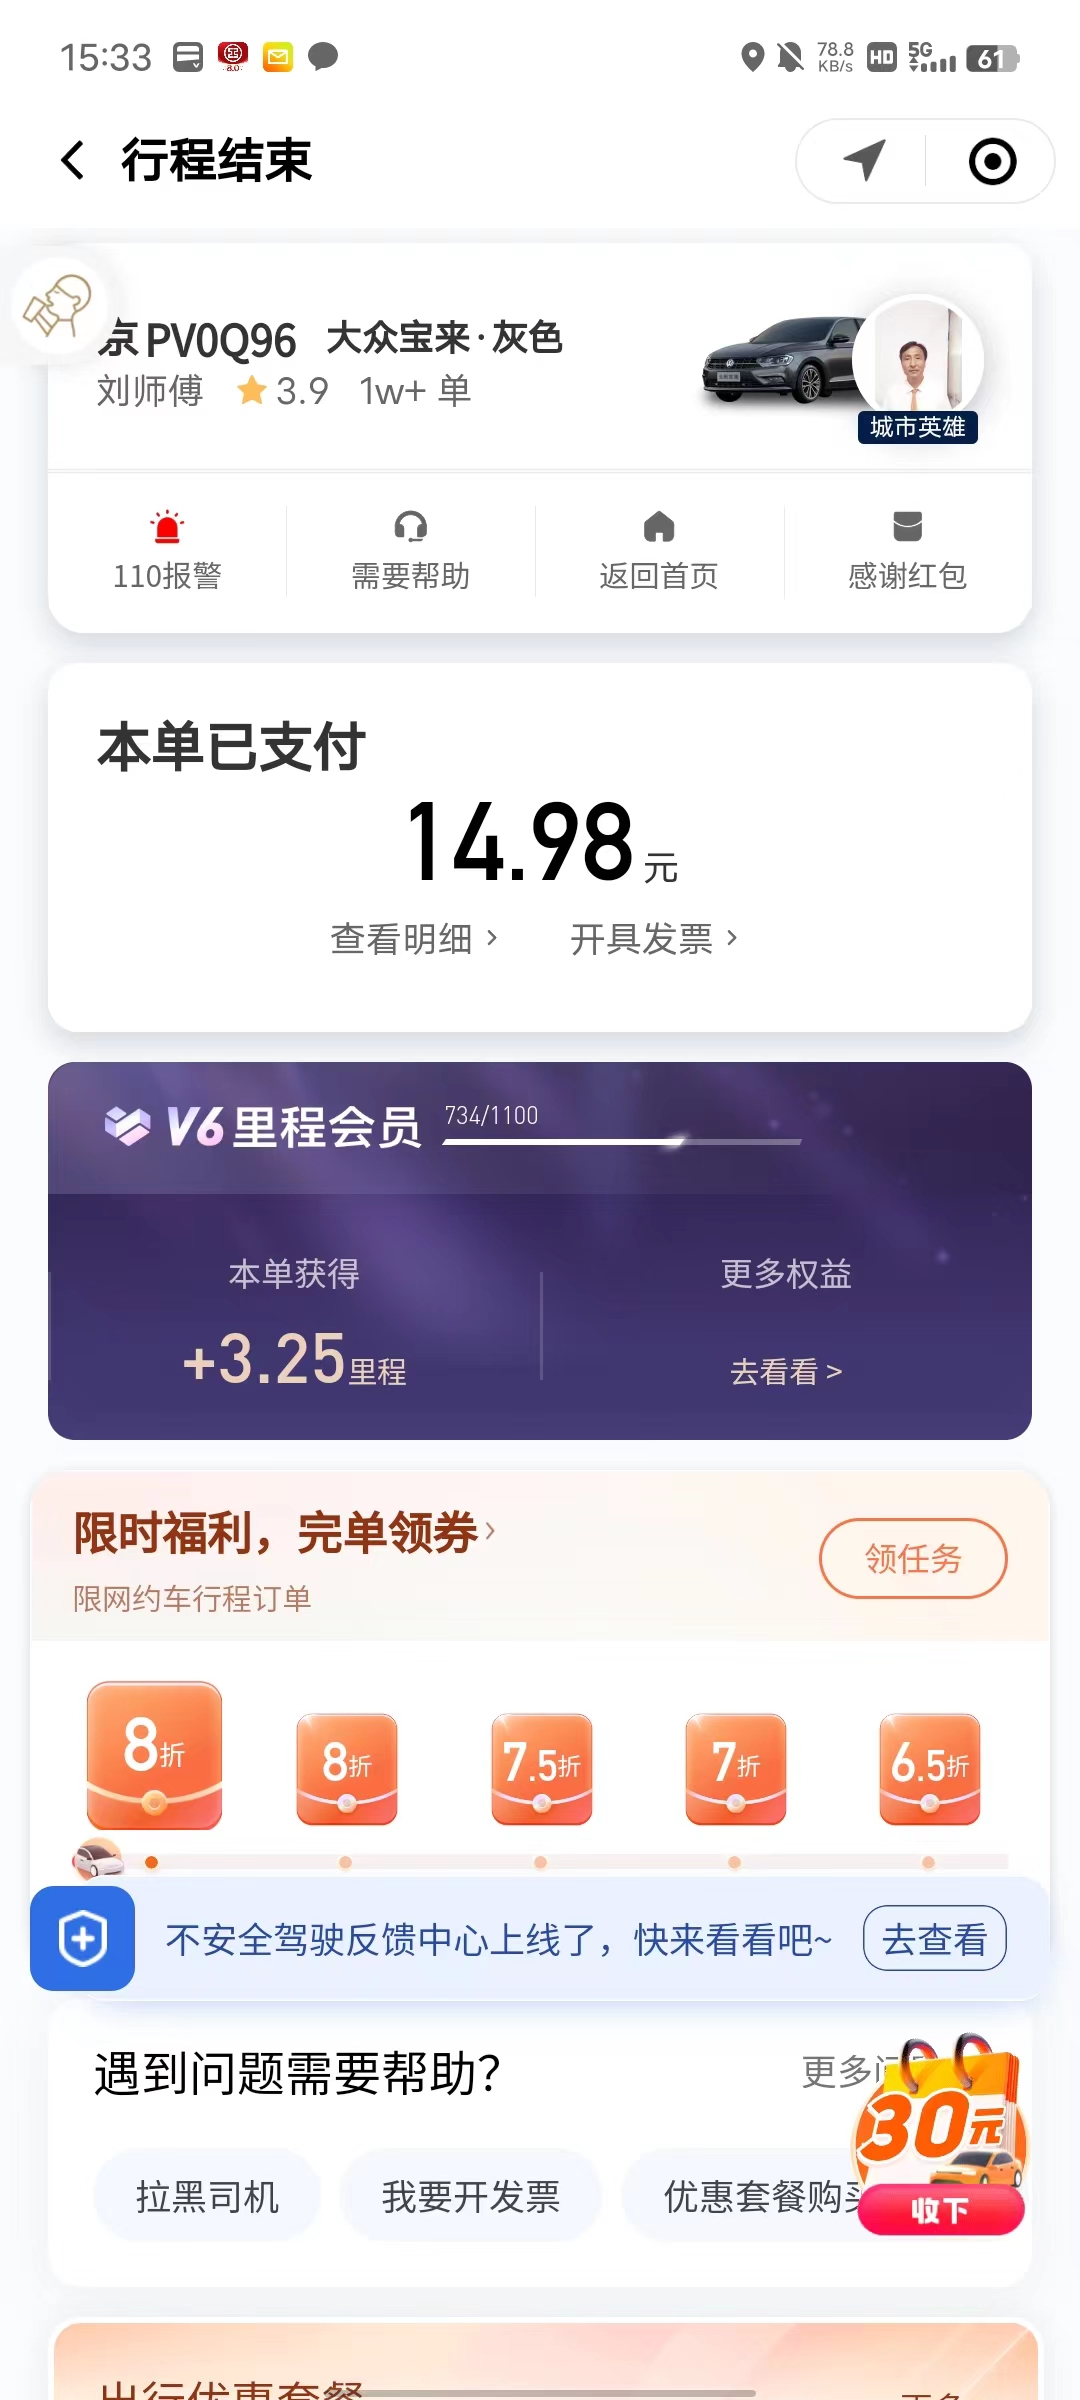 15:33
78.8 KB/s HD 5G 61
行程结束
京PV0Q96 大众宝来·灰色
刘师傅 3.9 1w+ 单
城市英雄
110报警 需要帮助 返回首页 感谢红包
本单已支付
14.98元
查看明细 > 开具发票 >
V6里程会员 734/1100
本单获得 更多权益
+3.25里程 去看看 >
限时福利，完单领券 >
领任务
限网约车行程订单
8折 8折 7.5折 7折 6.5折
不安全驾驶反馈中心上线了，快来看看吧~ 去查看
遇到问题需要帮助? 更多
30元
拉黑司机 我要开发票 优惠套餐购买
收下
出行优惠套餐